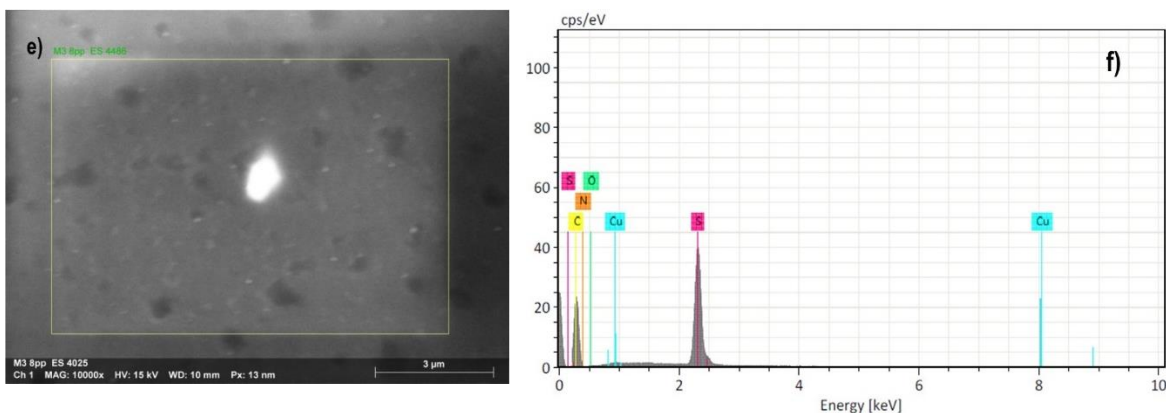 e)
M3 8pp ES 4488
M3 8pp ES 4025
Ch 1 MAG: 10000x HV: 15 kV WD: 10 mm Px: 13 nm
3 µm
cps/eV
f)
100
80
60
40
20
0
S O
N
C Cu S Cu
0 2 4 6 8 10
Energy [keV]